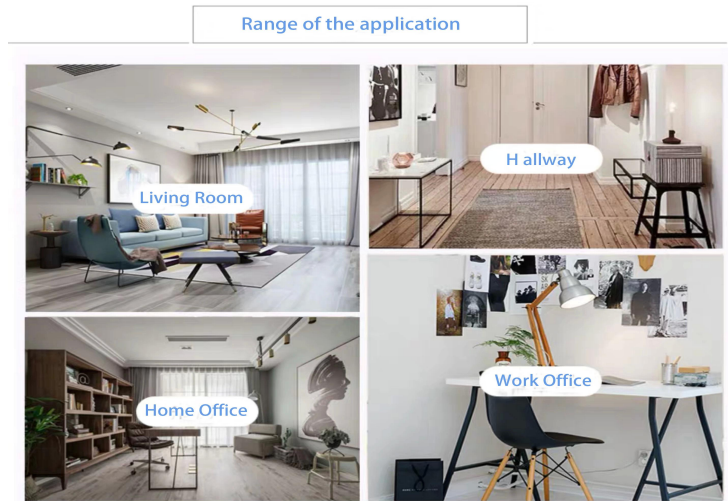 Range of the application
Living Room
H allway
Home Office
Work Office